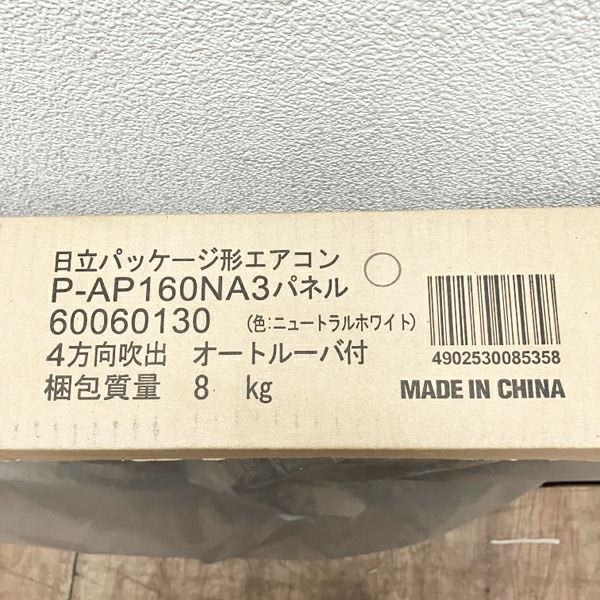 日立パッケージ形エアコン
P-AP160NA3パネル
60060130 (色:ニュートラルホワイト)
4方向吹出 オートルーバ付
梱包質量 8 kg
4902530085358
MADE IN CHINA